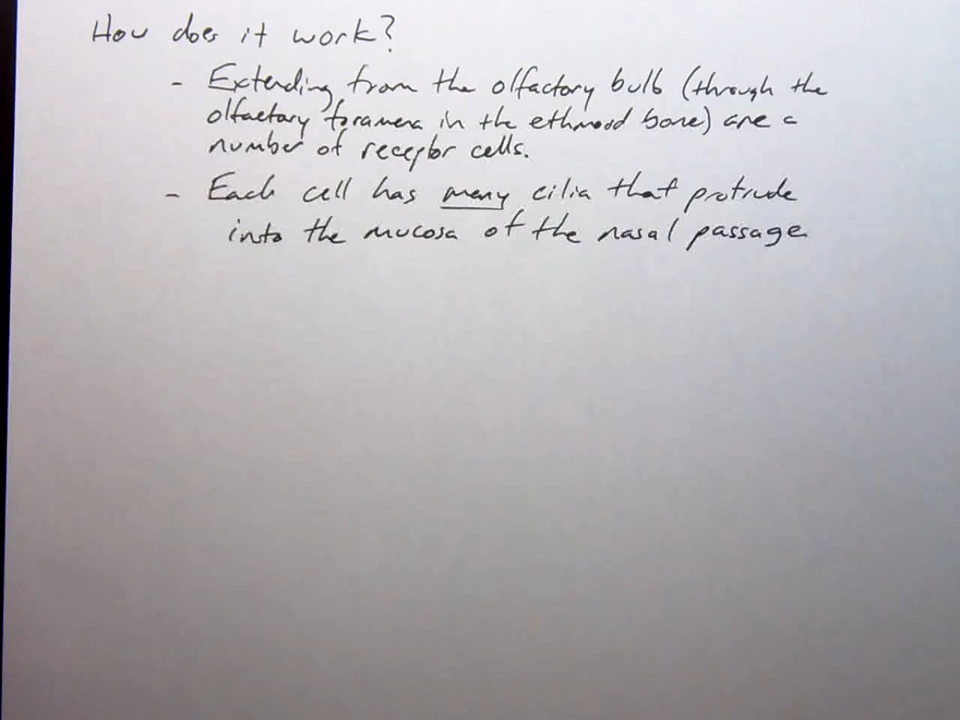 How does it work?
- Extending from the olfactory bulb (through the
olfactory foramena in the ethmood bone) are a
number of receptor cells.
- Each cell has many cilia that protrude
into the mucosa of the nasal passage